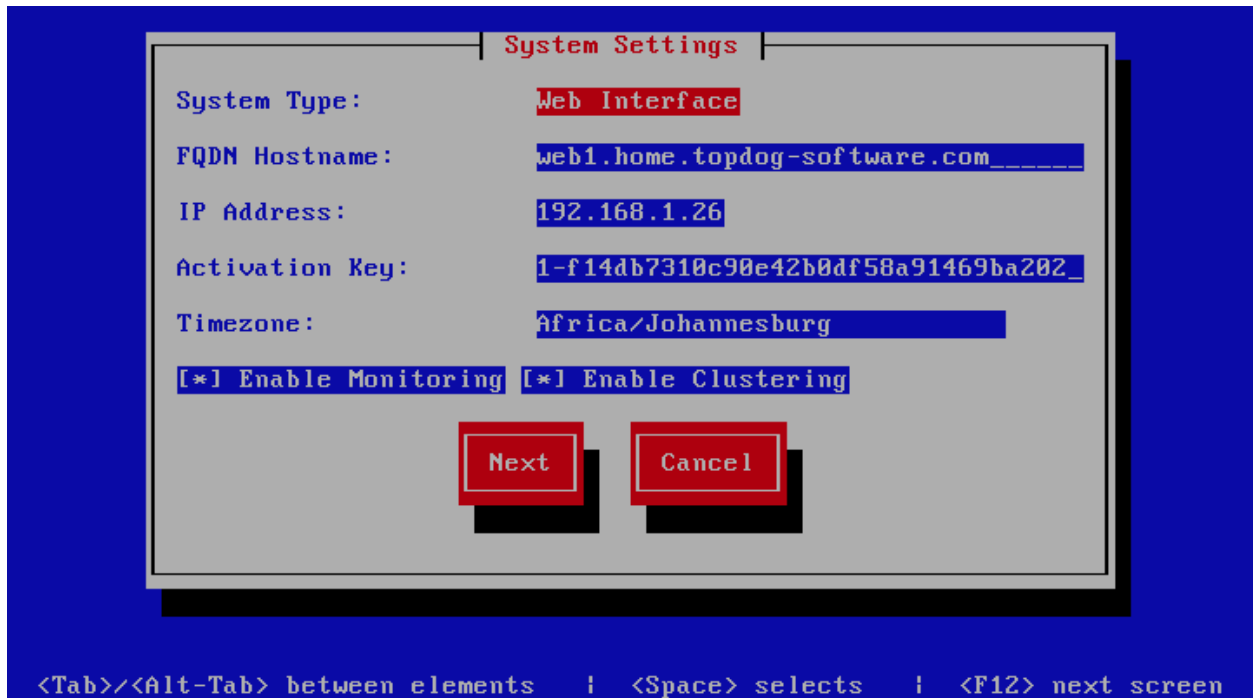 System Settings
System Type: Web Interface
FQDN Hostname: web1.home.topdog-software.com______
IP Address: 192.168.1.26
Activation Key: 1-f14db7310c90e42b0df58a91469ba202_
Timezone: Africa/Johannesburg
[*] Enable Monitoring [*] Enable Clustering
Next Cancel
<Tab>/<Alt-Tab> between elements | <Space> selects | <F12> next screen